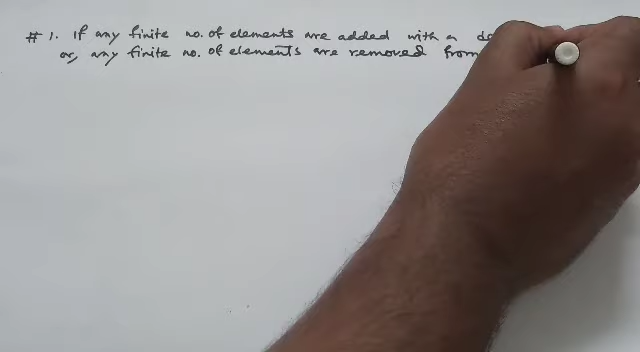 # 1. If any finite no. of elements are added with a
or, any finite no. of elements are removed from